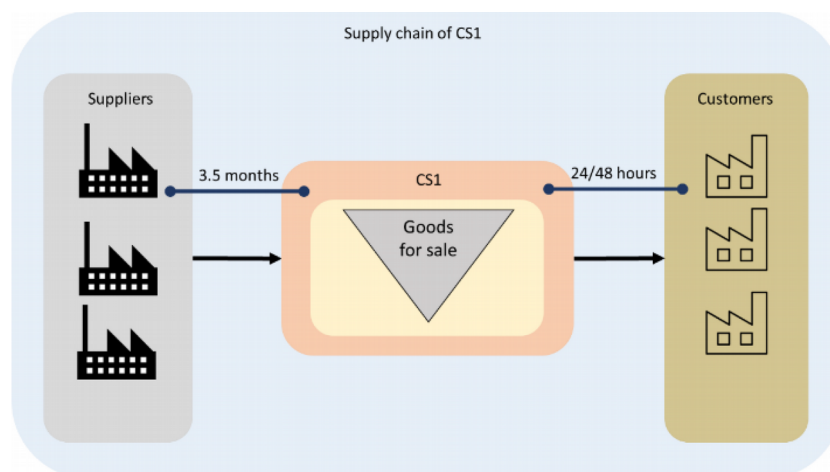 Supply chain of CS1
Suppliers
Customers
3.5 months
CS1
24/48 hours
Goods
for sale